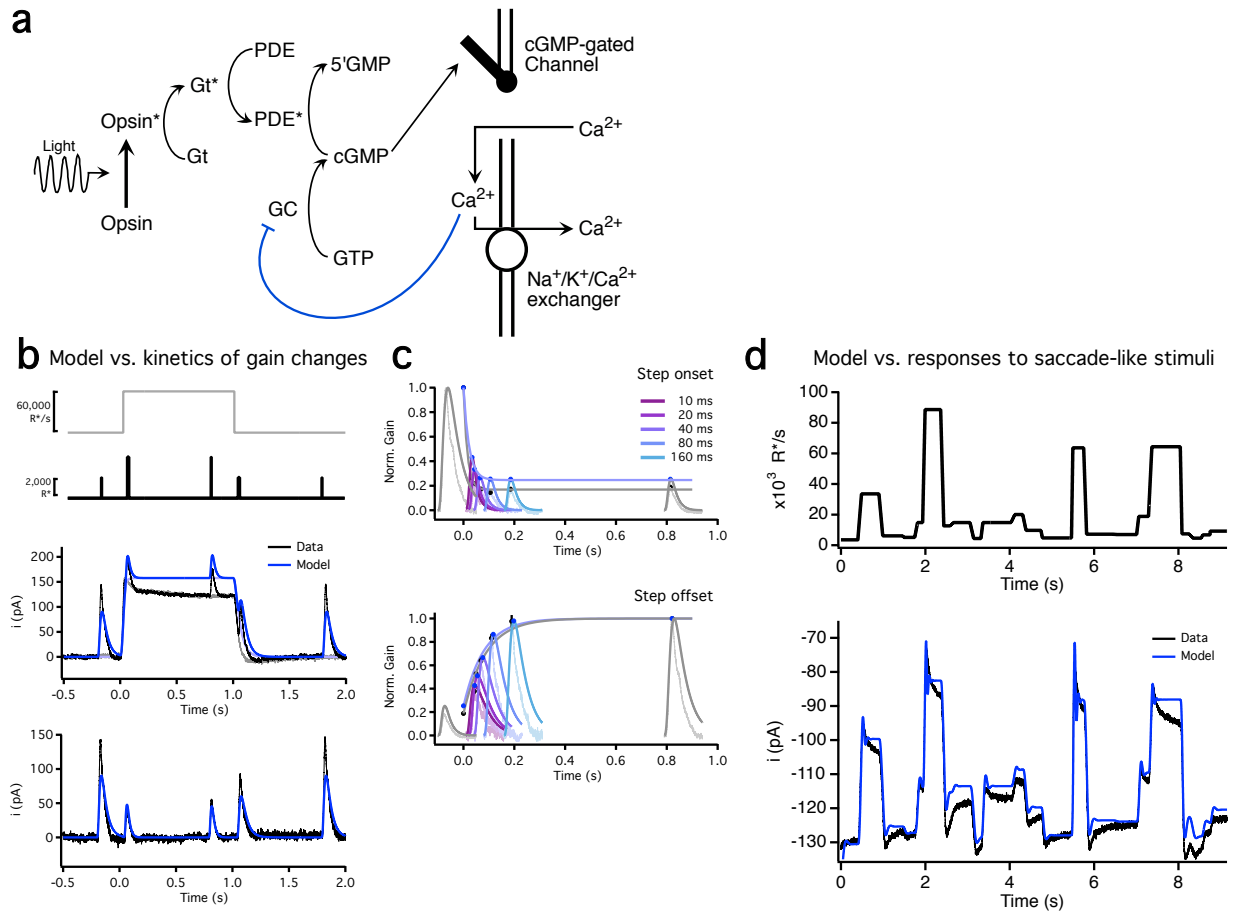 a
PDE
cGMP-gated
Channel
Gt*
5'GMP
Opsin*
PDE*
Ca2+
Light
Gt
cGMP
Ca2+
GC
Ca2+
Opsin
GTP
Na+/K+/Ca2+
exchanger
b Model vs. kinetics of gain changes
60,000
R*/s
2,000
R*
Data
Model
200
150
100
50
0
i (pA)
-0.5 0.0 0.5 1.0 1.5 2.0
Time (s)
150
100
50
0
i (pA)
-0.5 0.0 0.5 1.0 1.5 2.0
Time (s)
c
Step onset
10 ms
20 ms
40 ms
80 ms
160 ms
1.0
0.8
0.6
0.4
0.2
0.0
Norm. Gain
0.0 0.2 0.4 0.6 0.8 1.0
Time (s)
Step offset
1.0
0.8
0.6
0.4
0.2
0.0
Norm. Gain
0.0 0.2 0.4 0.6 0.8 1.0
Time (s)
d Model vs. responses to saccade-like stimuli
100
80
60
40
20
0
x103 R*/s
0 2 4 6 8
Time (s)
Data
Model
-70
-80
-90
-100
-110
-120
-130
i (pA)
0 2 4 6 8
Time (s)